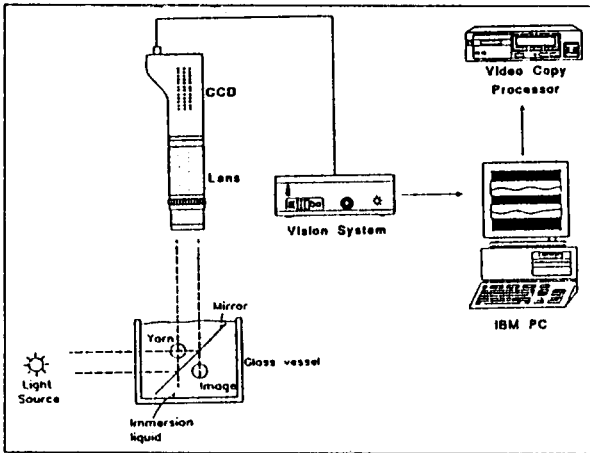 CCD
Video Copy
Processor
Lens
Vision System
IBM PC
Mirror
Yarn
Glass vessel
Image
Light
Source
Immersion
liquid